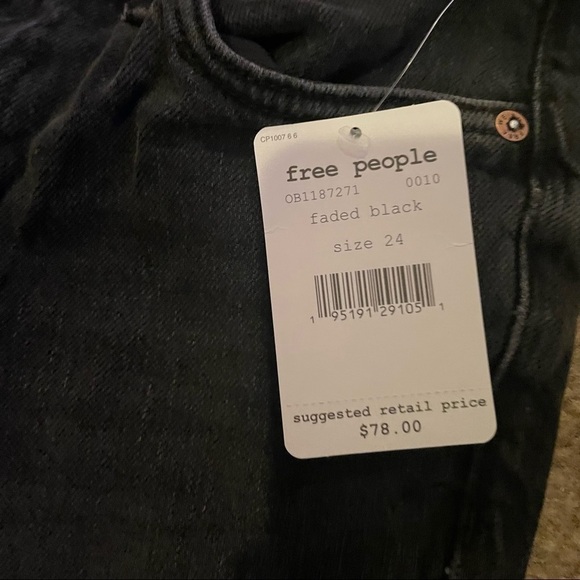 CP1007 6 6
free people
OB1187271 0010
faded black
size 24
1 95191 29105 1
suggested retail price
$78.00